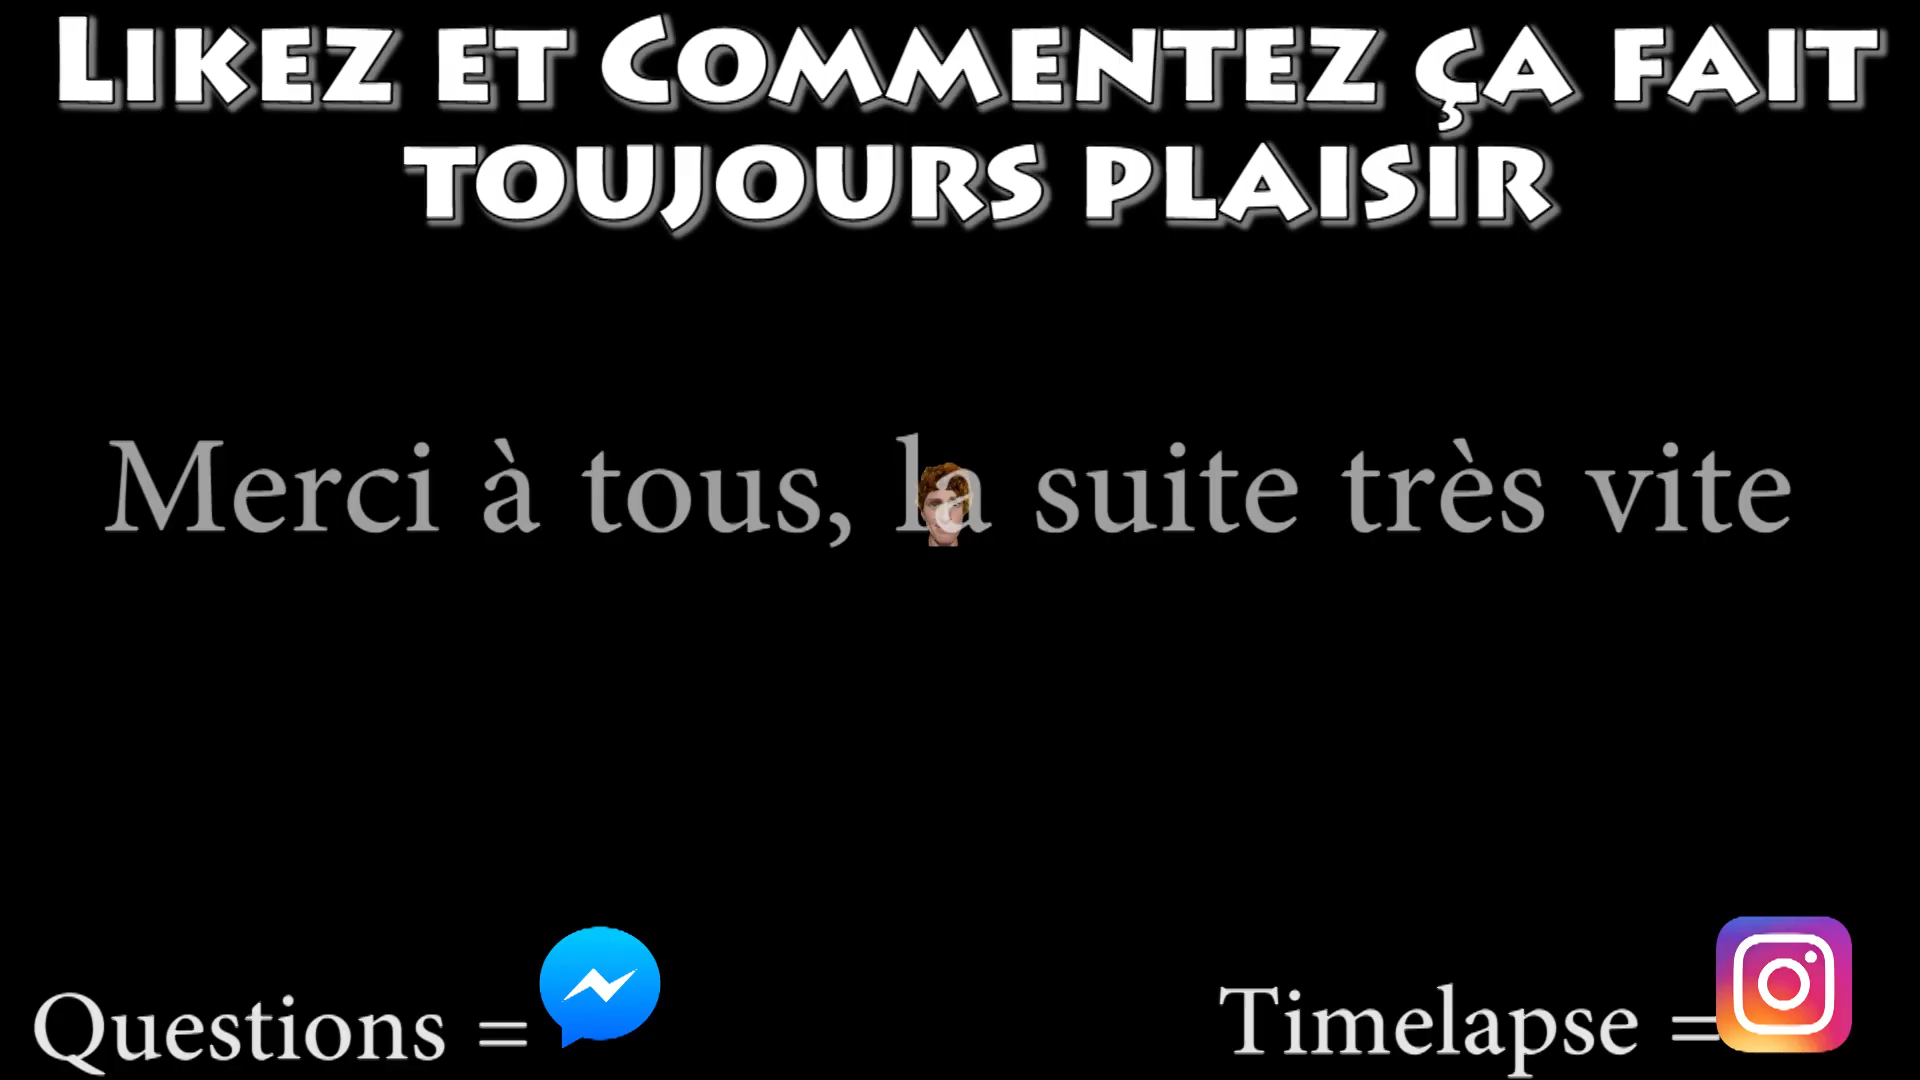 Likez et Commentez ça fait
toujours plaisir
Merci à tous, la suite très vite
Questions =
Timelapse =